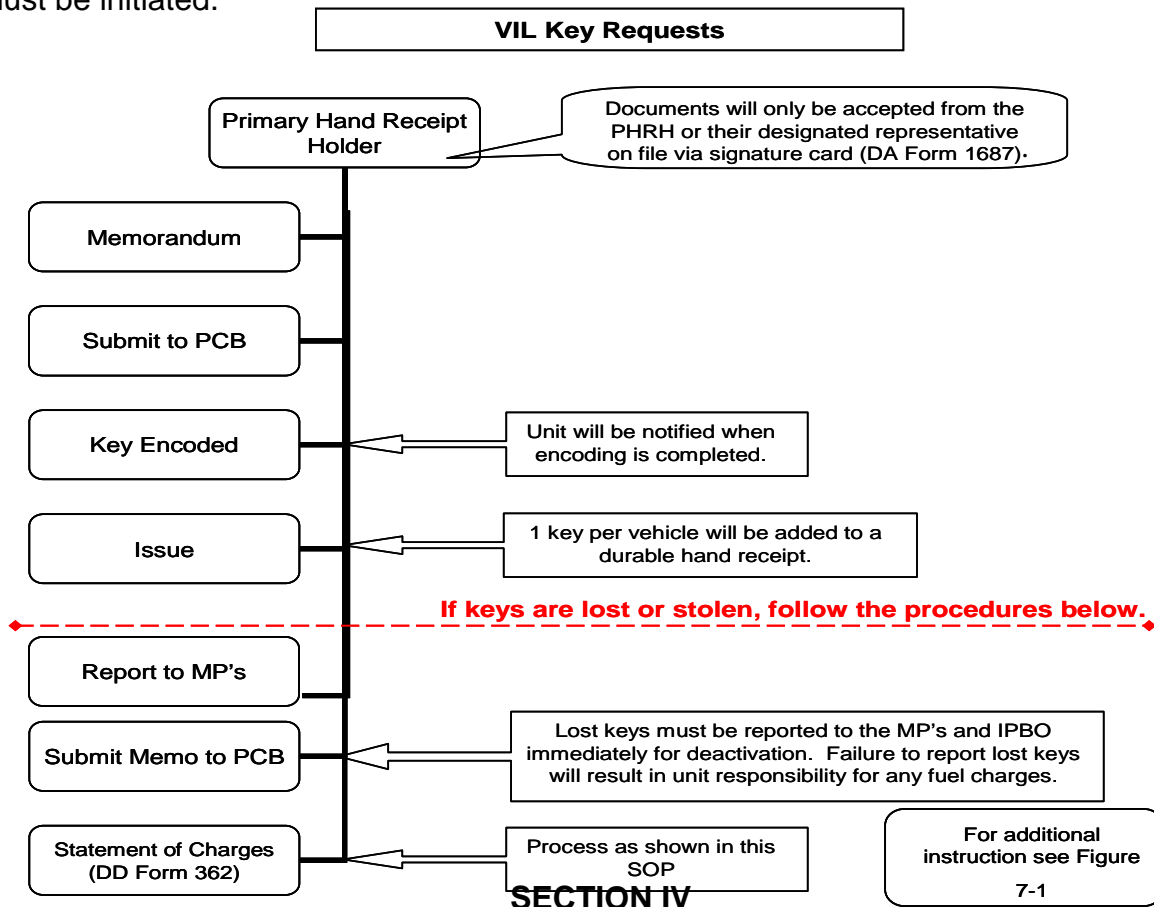 must be initiated.
VIL Key Requests
Primary Hand Receipt
Holder
Documents will only be accepted from the
PHRH or their designated representative
on file via signature card (DA Form 1687).
Memorandum
Submit to PCB
Key Encoded
Unit will be notified when
encoding is completed.
Issue
1 key per vehicle will be added to a
durable hand receipt.
If keys are lost or stolen, follow the procedures below.
Report to MP's
Submit Memo to PCB
Lost keys must be reported to the MP's and IPBO
immediately for deactivation. Failure to report lost keys
will result in unit responsibility for any fuel charges.
Statement of Charges
(DD Form 362)
Process as shown in this
SOP
For additional
instruction see Figure
7-1
SECTION IV